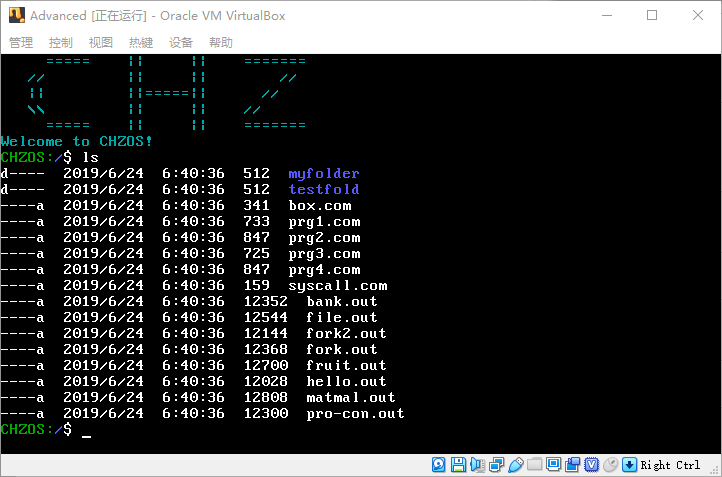 Advanced [正在运行] - Oracle VM VirtualBox
管理 控制 视图 热键 设备 帮助
=====    ||     ||    =======
//         ||     ||        //
||         ||=====||      //
\\         ||     ||    //
=====    ||     ||    =======
Welcome to CHZOS!
CHZOS:/$ ls
d---- 2019/6/24 6:40:36 512 myfolder
d---- 2019/6/24 6:40:36 512 testfold
----a 2019/6/24 6:40:36 341 box.com
----a 2019/6/24 6:40:36 733 prg1.com
----a 2019/6/24 6:40:36 847 prg2.com
----a 2019/6/24 6:40:36 725 prg3.com
----a 2019/6/24 6:40:36 847 prg4.com
----a 2019/6/24 6:40:36 159 syscall.com
----a 2019/6/24 6:40:36 12352 bank.out
----a 2019/6/24 6:40:36 12544 file.out
----a 2019/6/24 6:40:36 12144 fork2.out
----a 2019/6/24 6:40:36 12368 fork.out
----a 2019/6/24 6:40:36 12700 fruit.out
----a 2019/6/24 6:40:36 12028 hello.out
----a 2019/6/24 6:40:36 12808 matmal.out
----a 2019/6/24 6:40:36 12300 pro-con.out
CHZOS:/$ _
Right Ctrl